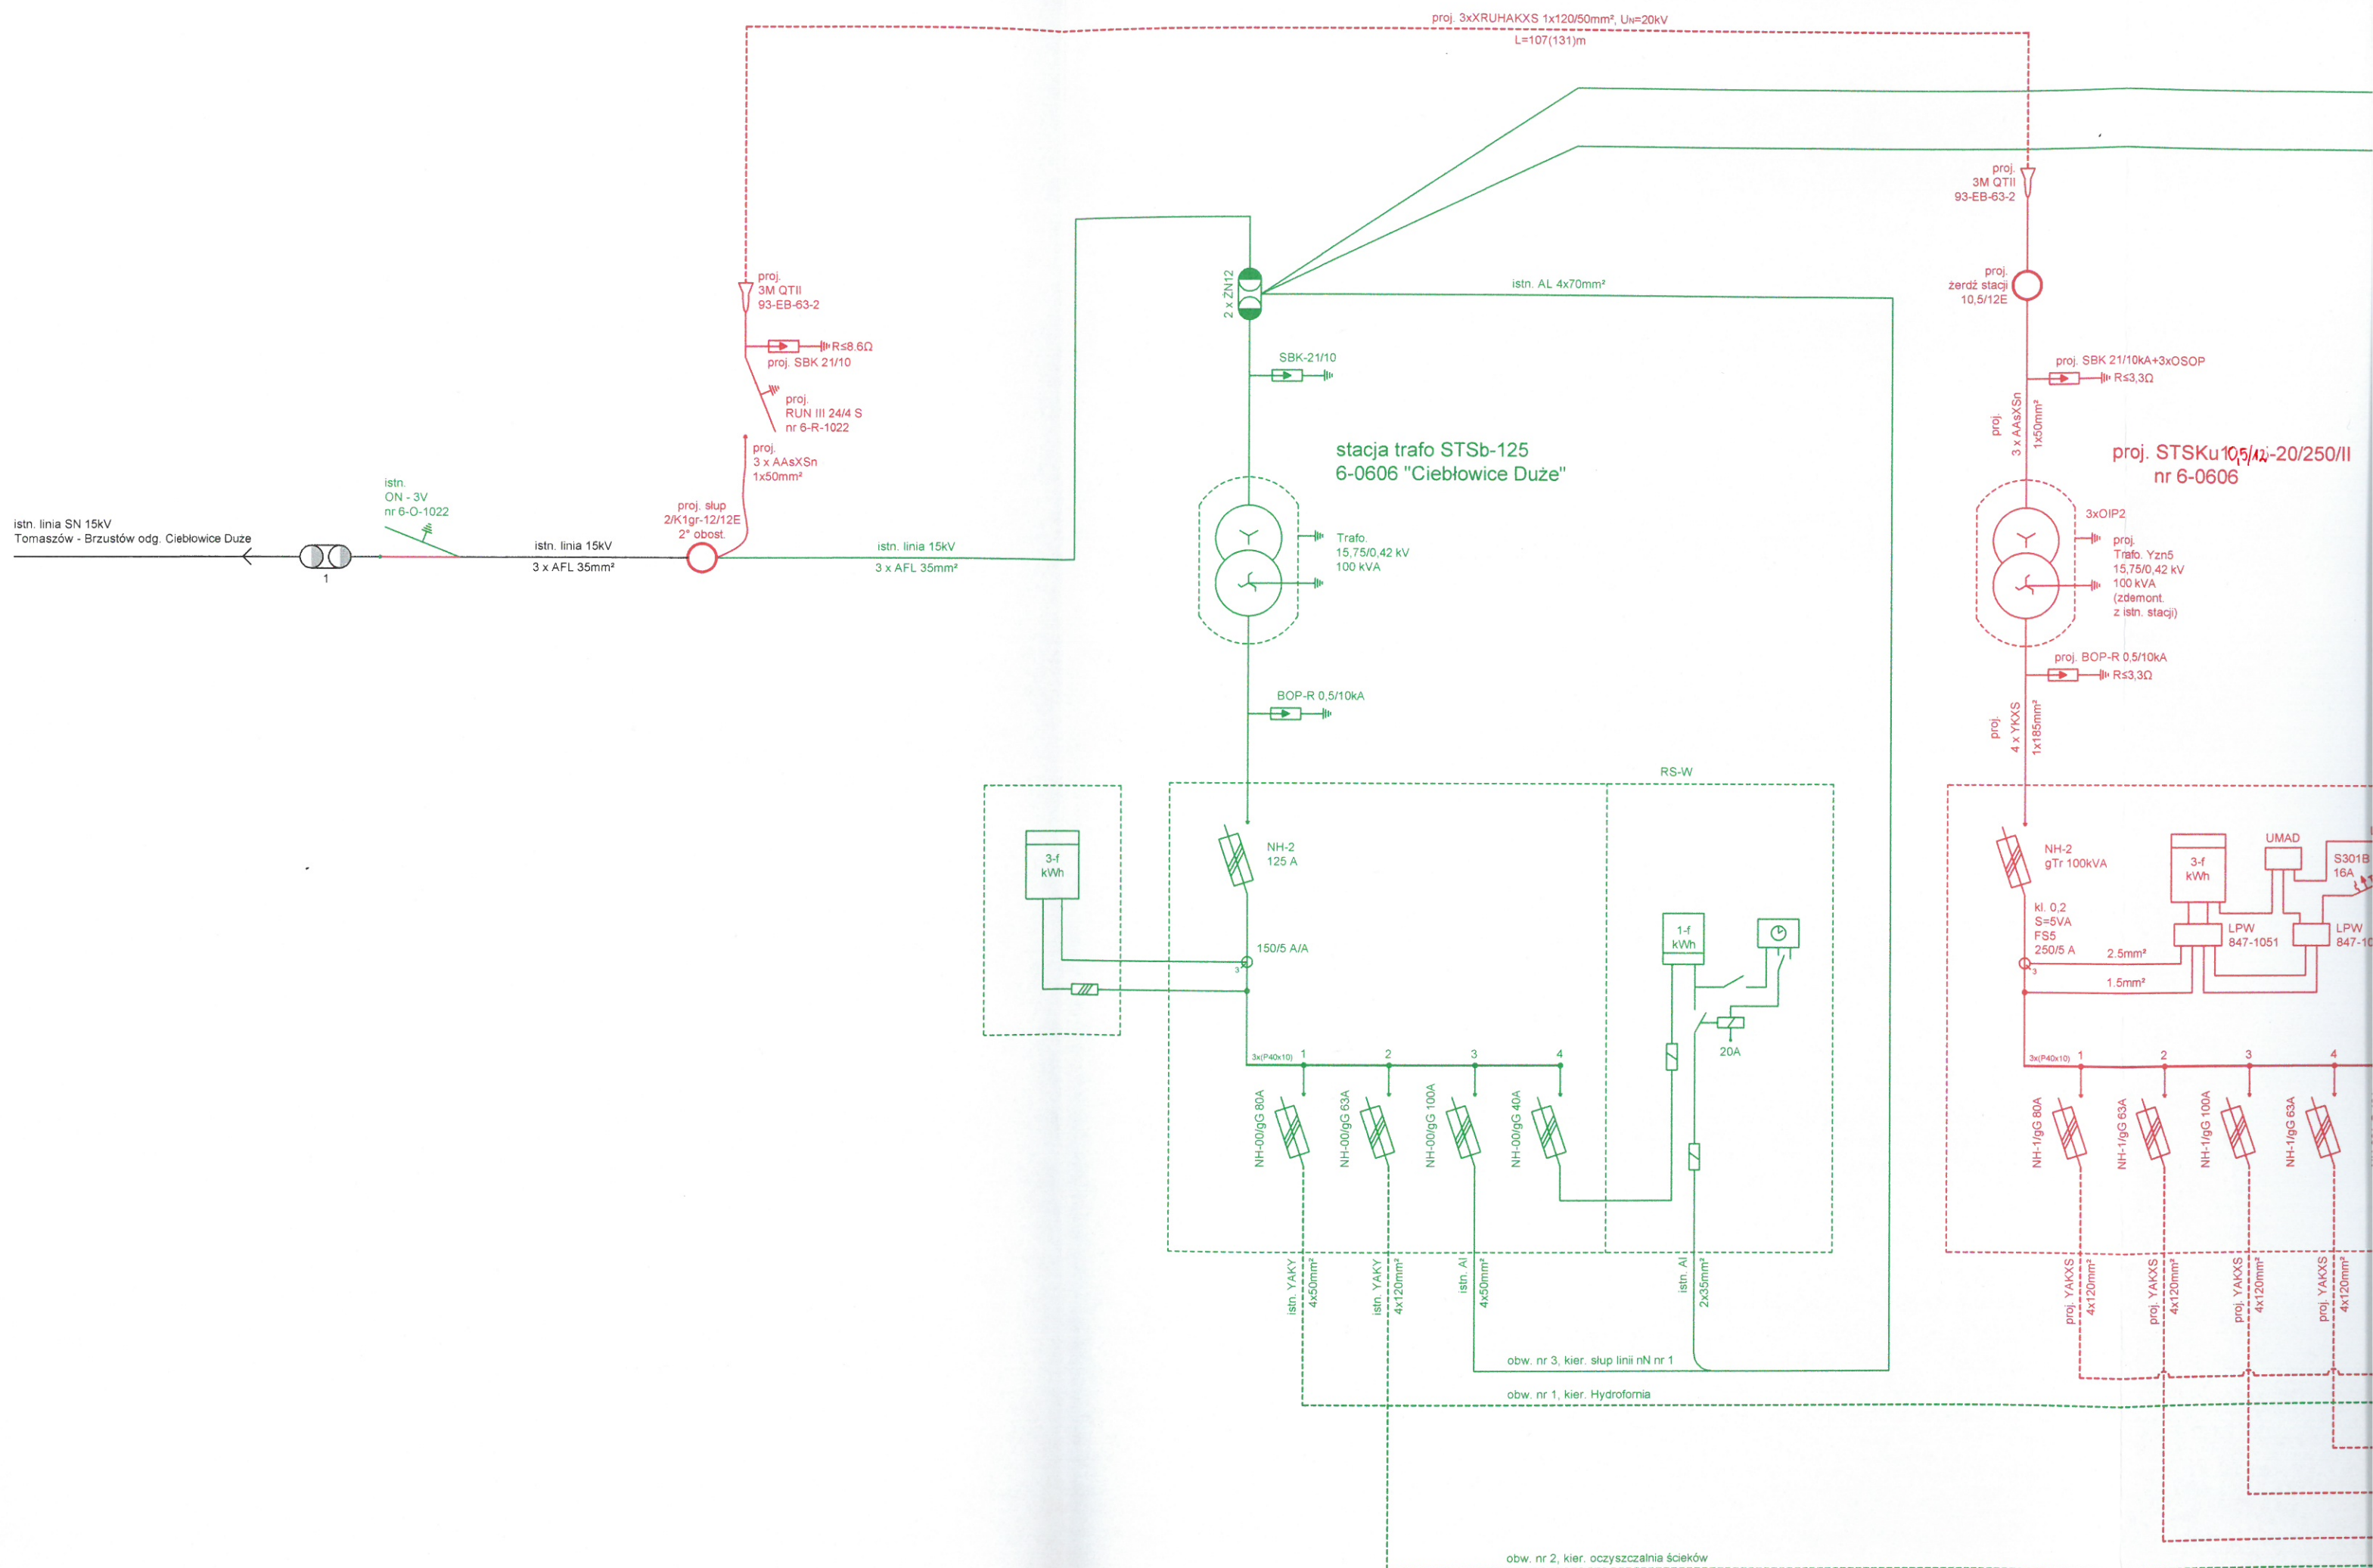 proj. 3xXRUHAKXS 1x120/50mm², UN=20kV
L=107(131)m
proj.
3M QTII
93-EB-63-2
R≤8.6Ω
proj. SBK 21/10
proj.
RUN III 24/4 S
nr 6-R-1022
proj.
3 x AAsXSn
1x50mm²
istn.
ON - 3V
nr 6-O-1022
proj. słup
2/K1gr-12/12E
2° obost.
istn. linia SN 15kV
Tomaszów - Brzustów odg. Ciebłowice Duże
1
istn. linia 15kV
3 x AFL 35mm²
istn. linia 15kV
3 x AFL 35mm²
2 x ŻN12
istn. AL 4x70mm²
SBK-21/10
stacja trafo STSb-125
6-0606 "Ciebłowice Duże"
Trafo.
15,75/0,42 kV
100 kVA
BOP-R 0,5/10kA
RS-W
3-f
kWh
NH-2
125 A
150/5 A/A
3
1-f
kWh
20A
3x(P40x10)
1
2
3
4
NH-00/gG 80A
NH-00/gG 63A
NH-00/gG 100A
NH-00/gG 40A
istn. YAKY
4x50mm²
istn. YAKY
4x120mm²
istn. Al
4x50mm²
istn. Al
2x35mm²
obw. nr 3, kier. słup linii nN nr 1
obw. nr 1, kier. Hydrofornia
obw. nr 2, kier. oczyszczalnia ścieków
proj.
3M QTII
93-EB-63-2
proj.
żerdź stacji
10,5/12E
proj. SBK 21/10kA+3xOSOP
R≤3,3Ω
proj.
3 x AAsXSn
1x50mm²
proj. STSKu10,5/12-20/250/II
nr 6-0606
3xOIP2
proj.
Trafo. Yzn5
15,75/0,42 kV
100 kVA
(zdemont.
z istn. stacji)
proj. BOP-R 0,5/10kA
R≤3,3Ω
proj.
4 x YKXS
1x185mm²
NH-2
gTr 100kVA
kl. 0,2
S=5VA
FS5
250/5 A
3
3-f
kWh
UMAD
S301B
16A
LPW
847-1051
LPW
2.5mm²
1.5mm²
3x(P40x10)
1
2
3
4
NH-1/gG 80A
NH-1/gG 63A
NH-1/gG 100A
NH-1/gG 63A
proj. YAKXS
4x120mm²
proj. YAKXS
4x120mm²
proj. YAKXS
4x120mm²
proj. YAKXS
4x120mm²